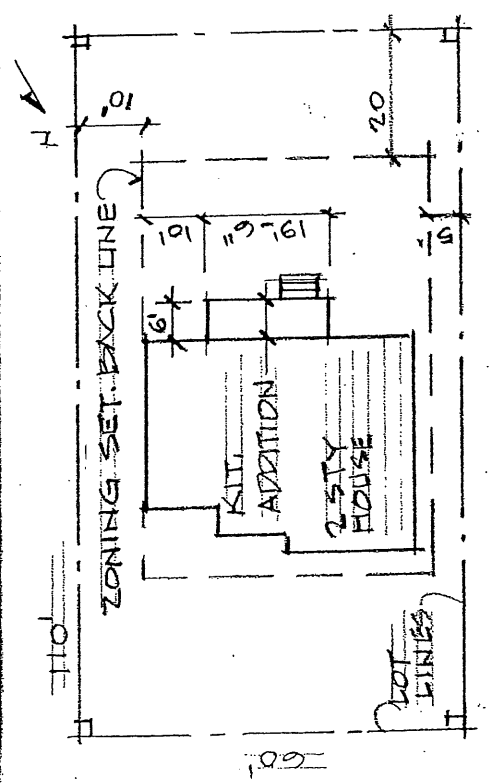 110'
ZONING SET. BACK LINE
10'
10'
19'-6"
6'
20
5'
KIT.
ADDITION
2 STY
HOUSE
LOT
LINES
60'